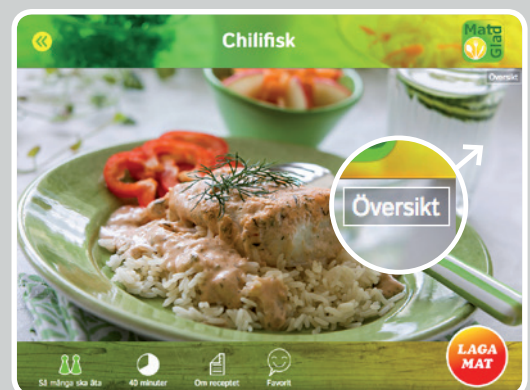 Chilifisk
Mat
Glad
Översikt
Översikt
Så många ska äta
40 minuter
Om receptet
Favorit
LAGA
MAT